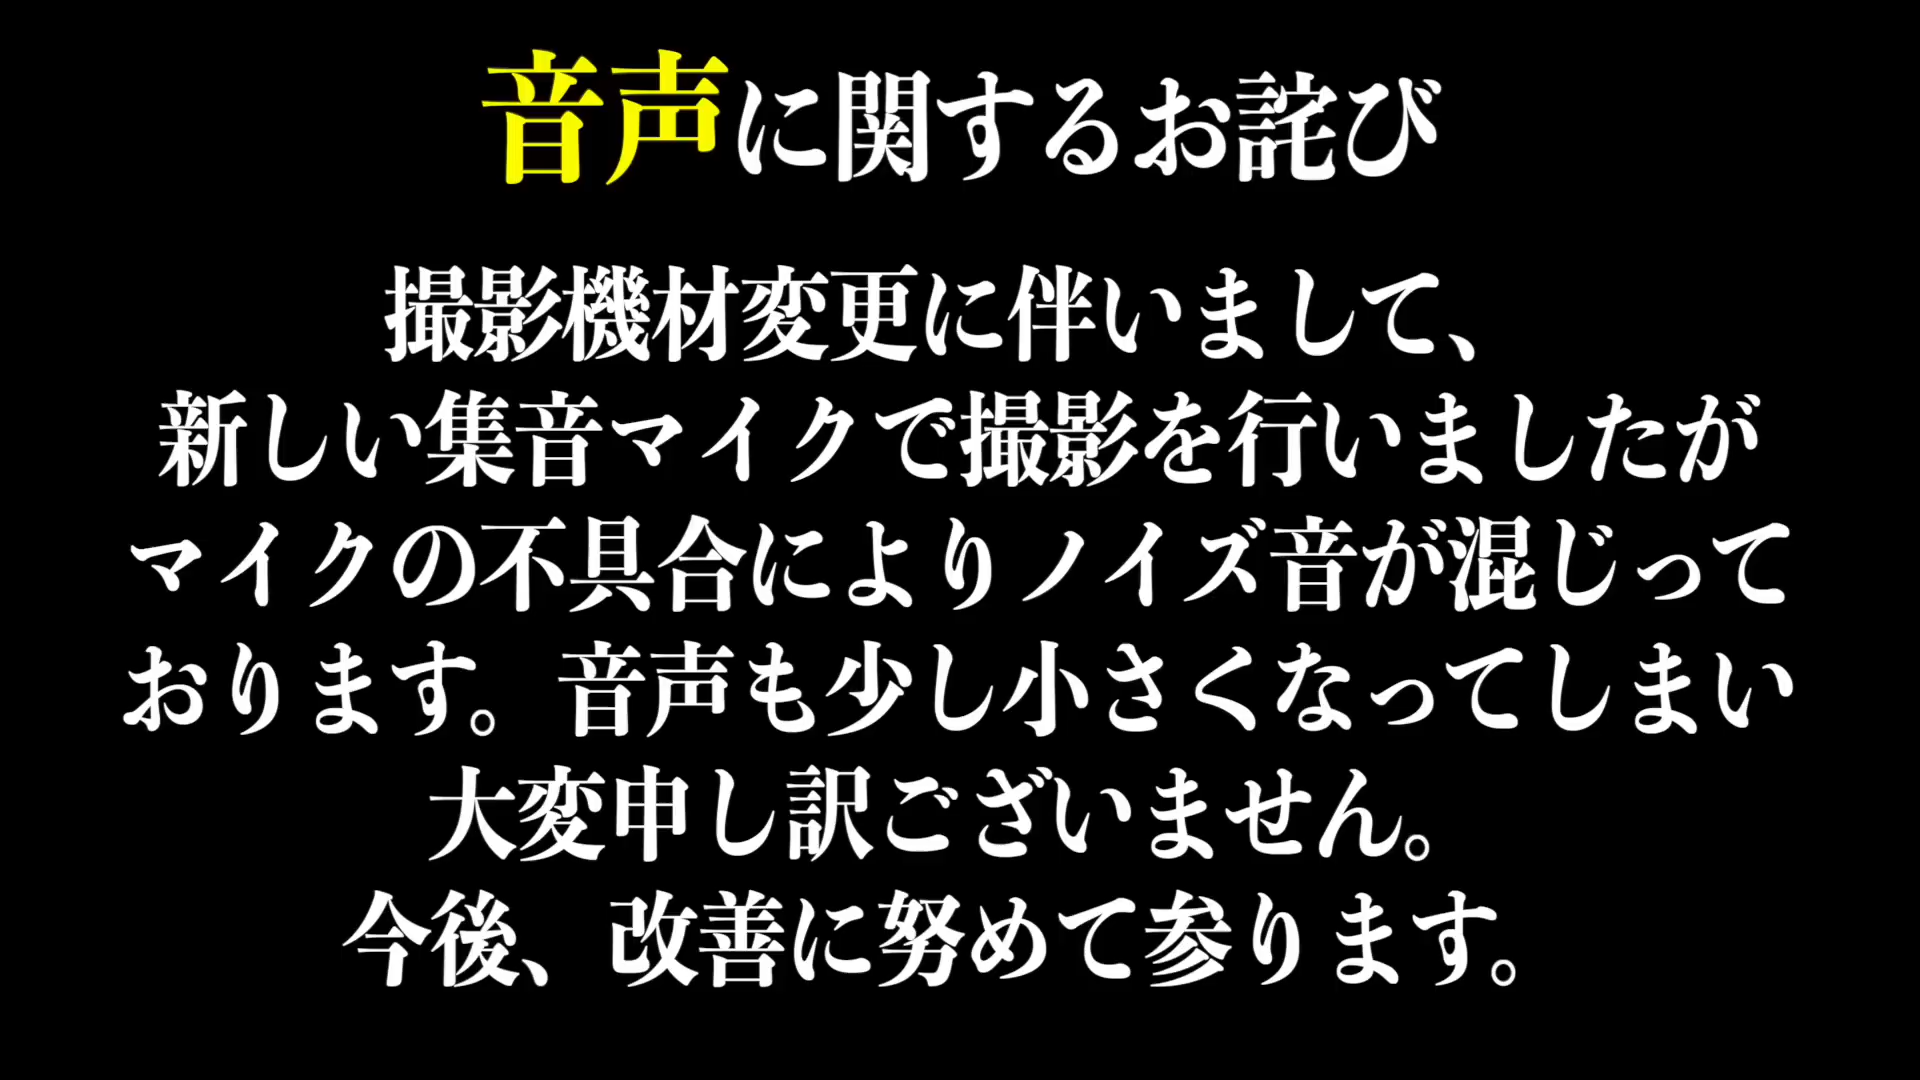 音声に関するお詫び
撮影機材変更に伴いまして、
新しい集音マイクで撮影を行いましたが
マイクの不具合によりノイズ音が混じって
おります。音声も少し小さくなってしまい
大変申し訳ございません。
今後、改善に努めて参ります。